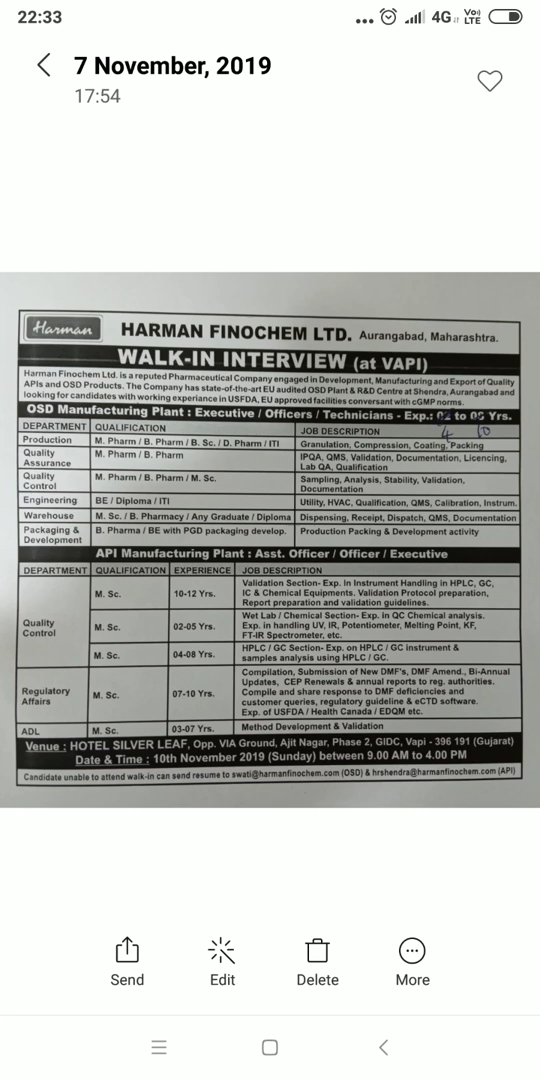 22:33
4G Vo)) LTE
7 November, 2019
17:54
Harman
HARMAN FINOCHEM LTD. Aurangabad, Maharashtra.
WALK-IN INTERVIEW (at VAPI)
Harman Finochem Ltd. is a reputed Pharmaceutical Company engaged in Development, Manufacturing and Export of Quality
APIs and OSD Products. The Company has state-of-the-art EU audited OSD Plant & R&D Centre at Shendra, Aurangabad and
looking for candidates with working experiance in USFDA, EU approved facilities conversant with cGMP norms.
OSD Manufacturing Plant : Executive / Officers / Technicians - Exp.: 02 to 05 Yrs.
4 10
DEPARTMENT QUALIFICATION JOB DESCRIPTION
Production M. Pharm / B. Pharm / B. Sc. / D. Pharm / ITI Granulation, Compression, Coating, Packing
Quality Assurance M. Pharm / B. Pharm IPQA, QMS, Validation, Documentation, Licencing,
Lab QA, Qualification
Quality Control M. Pharm / B. Pharm / M. Sc. Sampling, Analysis, Stability, Validation,
Documentation
Engineering BE / Diploma / ITI Utility, HVAC, Qualification, QMS, Calibration, Instrum.
Warehouse M. Sc. / B. Pharmacy / Any Graduate / Diploma Dispensing, Receipt, Dispatch, QMS, Documentation
Packaging & Development B. Pharma / BE with PGD packaging develop. Production Packing & Development activity
API Manufacturing Plant : Asst. Officer / Officer / Executive
DEPARTMENT QUALIFICATION EXPERIENCE JOB DESCRIPTION
Quality Control M. Sc. 10-12 Yrs. Validation Section- Exp. In Instrument Handling in HPLC, GC,
IC & Chemical Equipments. Validation Protocol preparation,
Report preparation and validation guidelines.
M. Sc. 02-05 Yrs. Wet Lab / Chemical Section- Exp. in QC Chemical analysis.
Exp. in handling UV, IR, Potentiometer, Melting Point, KF,
FT-IR Spectrometer, etc.
M. Sc. 04-08 Yrs. HPLC / GC Section- Exp. on HPLC / GC instrument &
samples analysis using HPLC / GC.
Regulatory Affairs M. Sc. 07-10 Yrs. Compilation, Submission of New DMF's, DMF Amend., Bi-Annual
Updates, CEP Renewals & annual reports to reg. authorities.
Compile and share response to DMF deficiencies and
customer queries, regulatory guideline & eCTD software.
Exp. of USFDA / Health Canada / EDQM etc.
ADL M. Sc. 03-07 Yrs. Method Development & Validation
Venue : HOTEL SILVER LEAF, Opp. VIA Ground, Ajit Nagar, Phase 2, GIDC, Vapi - 396 191 (Gujarat)
Date & Time : 10th November 2019 (Sunday) between 9.00 AM to 4.00 PM
Candidate unable to attend walk-in can send resume to swati@harmanfinochem.com (OSD) & hrshendra@harmanfinochem.com (API)
Send Edit Delete More